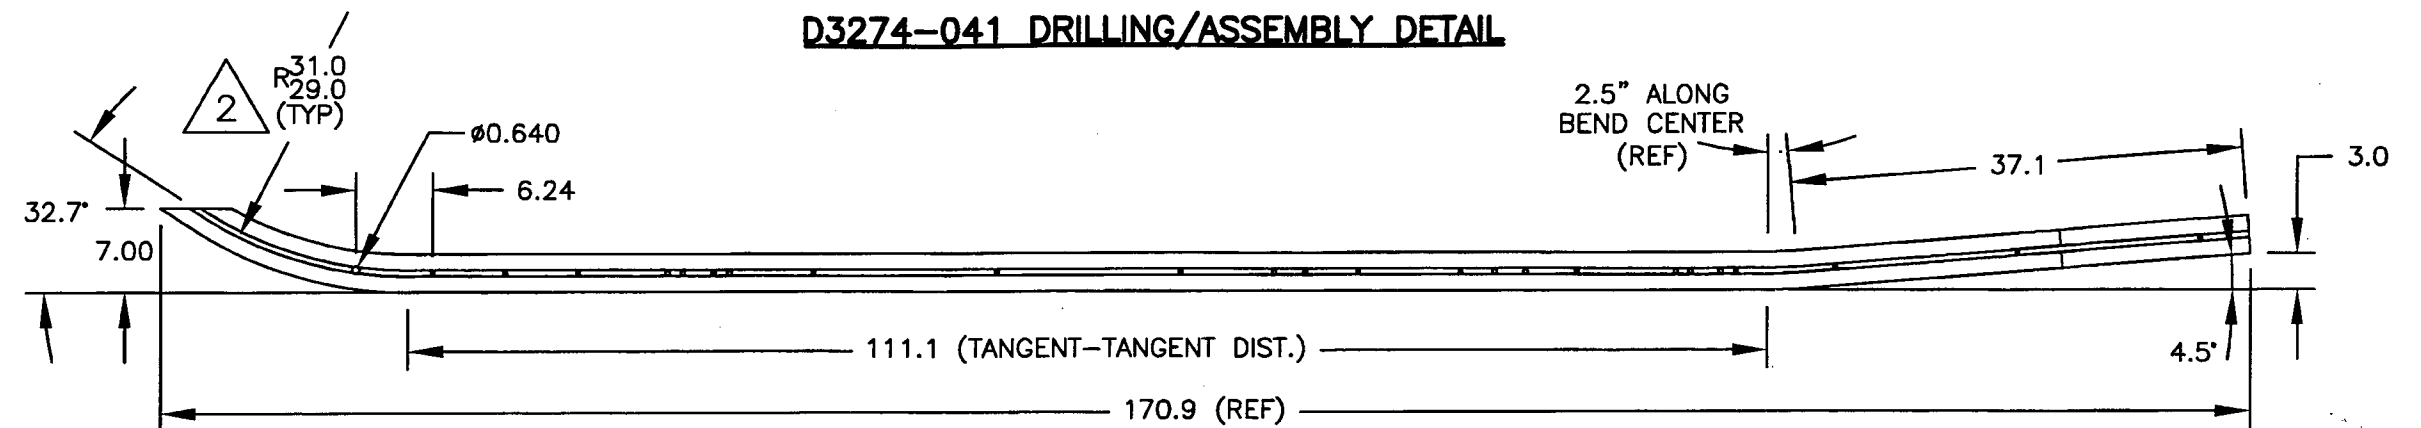 D3274-041 DRILLING/ASSEMBLY DETAIL
2
R31.0
29.0
(TYP)
ø0.640
6.24
2.5" ALONG
BEND CENTER
(REF)
37.1
3.0
32.7°
7.00
111.1 (TANGENT-TANGENT DIST.)
4.5°
170.9 (REF)